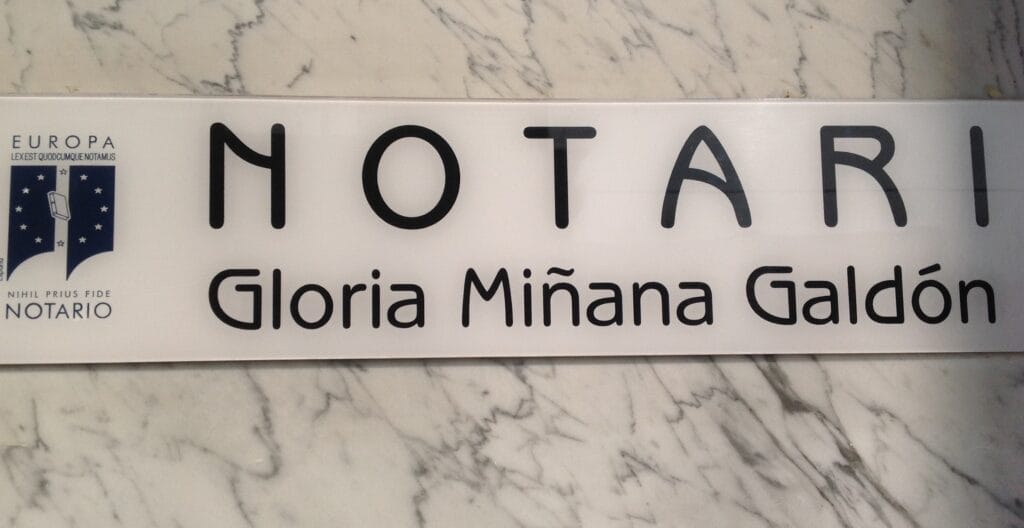 EUROPA
LEX EST QUODCUMQUE NOTAMUS
NIHIL PRIUS FIDE
NOTARIO
NOTARI
Gloria Miñana Galdón